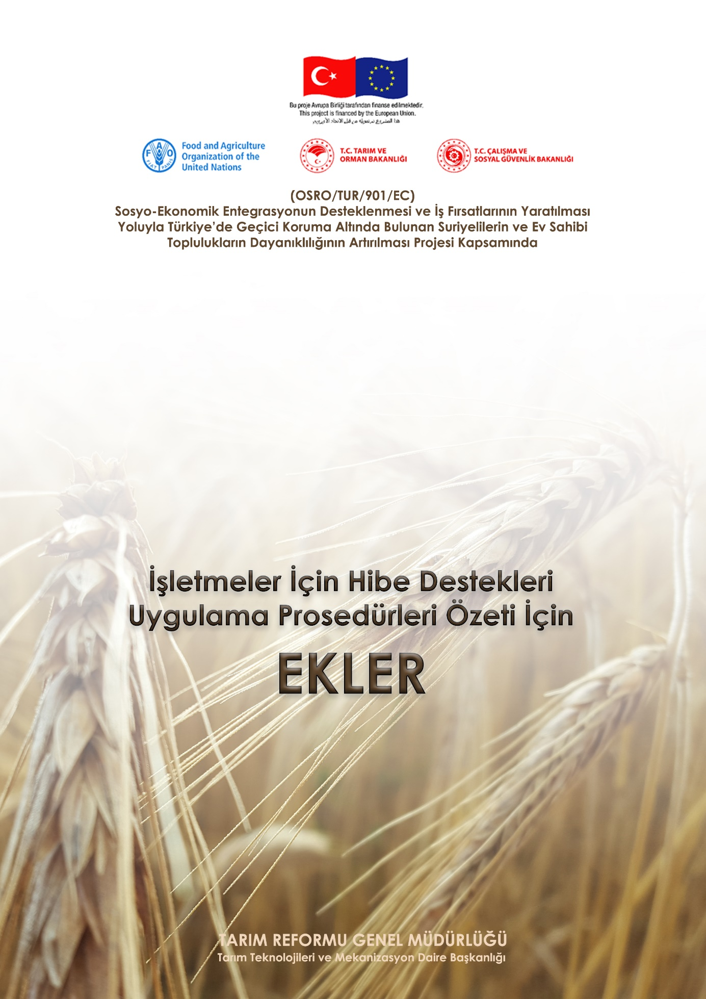 Bu proje Avrupa Birliği tarafından finanse edilmektedir.
This project is financed by the European Union.
هذا المشروع تم تمويله من قبل الاتحاد الأوروبي
FAO
FIAT PANIS
Food and Agriculture
Organization of the
United Nations
T.C. TARIM VE
ORMAN BAKANLIĞI
T.C. ÇALIŞMA VE
SOSYAL GÜVENLİK BAKANLIĞI
(OSRO/TUR/901/EC)
Sosyo-Ekonomik Entegrasyonun Desteklenmesi ve İş Fırsatlarının Yaratılması
Yoluyla Türkiye’de Geçici Koruma Altında Bulunan Suriyelilerin ve Ev Sahibi
Toplulukların Dayanıklılığının Artırılması Projesi Kapsamında
İşletmeler İçin Hibe Destekleri
Uygulama Prosedürleri Özeti İçin
EKLER
TARIM REFORMU GENEL MÜDÜRLÜĞÜ
Tarım Teknolojileri ve Mekanizasyon Daire Başkanlığı